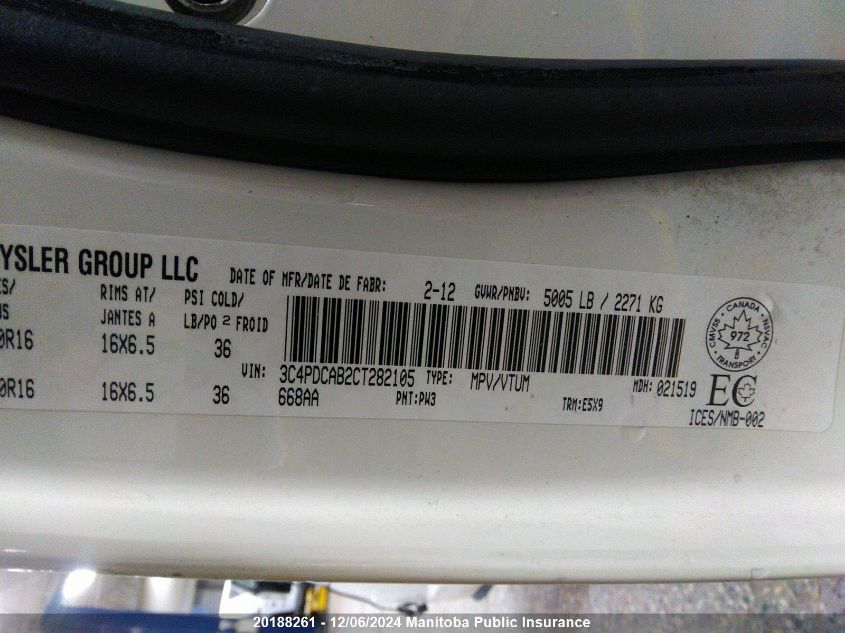 YSLER GROUP LLC DATE OF MFR/DATE DE FABR: 2-12 GVWR/PNBV: 5005 LB / 2271 KG
RIMS AT/ PSI COLD/
JANTES A LB/PO 2 FROID
0R16 16X6.5 36
VIN: 3C4PDCAB2CT282105 TYPE: MPV/VTUM MDH: 021519
0R16 16X6.5 36 668AA PNT:PW3 TRM:E5X9
CANADA
CMVSS NSVAC
972
TRANSPORT
EC
ICES/NMB-002
20188261 - 12/06/2024 Manitoba Public Insurance